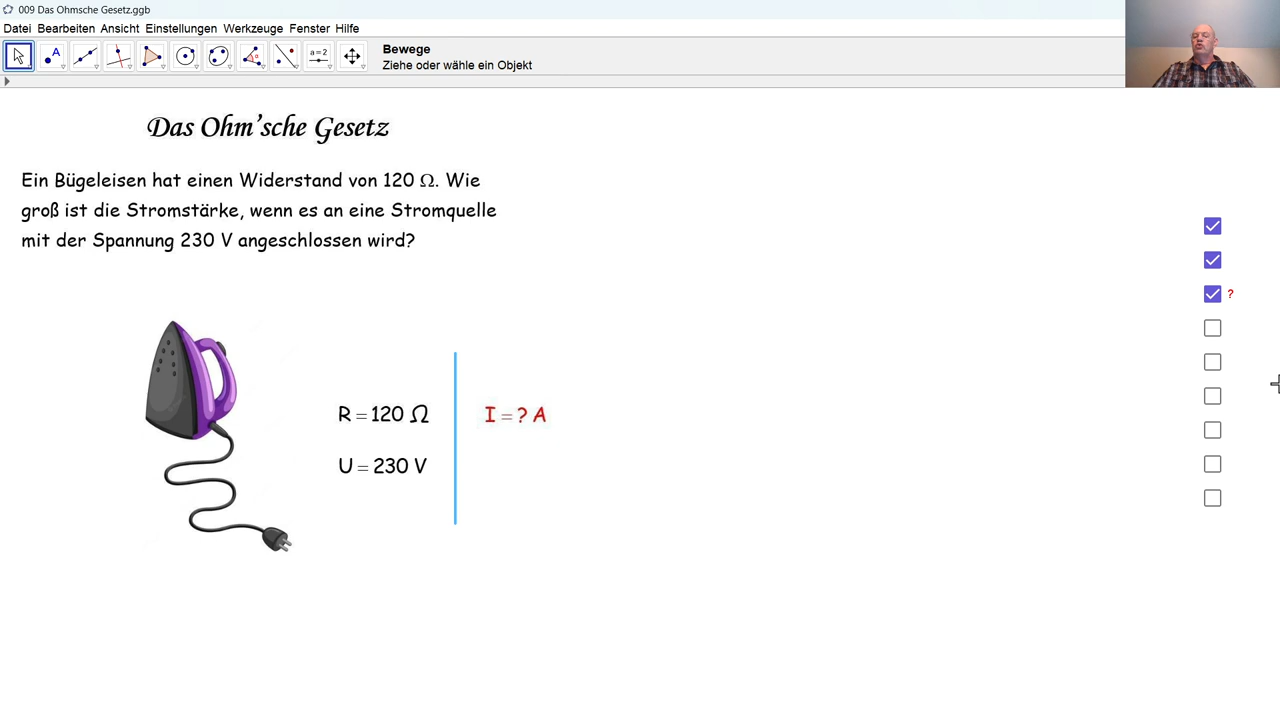 009 Das Ohmsche Gesetz.ggb
Datei Bearbeiten Ansicht Einstellungen Fenster Werkzeuge Hilfe
A
a=2
Bewege
Ziehe oder wähle ein Objekt
Das Ohm'sche Gesetz
Ein Bügeleisen hat einen Widerstand von 120 Ω. Wie
groß ist die Stromstärke, wenn es an eine Stromquelle
mit der Spannung 230 V angeschlossen wird?
?
R = 120 Ω
I = ? A
U = 230 V